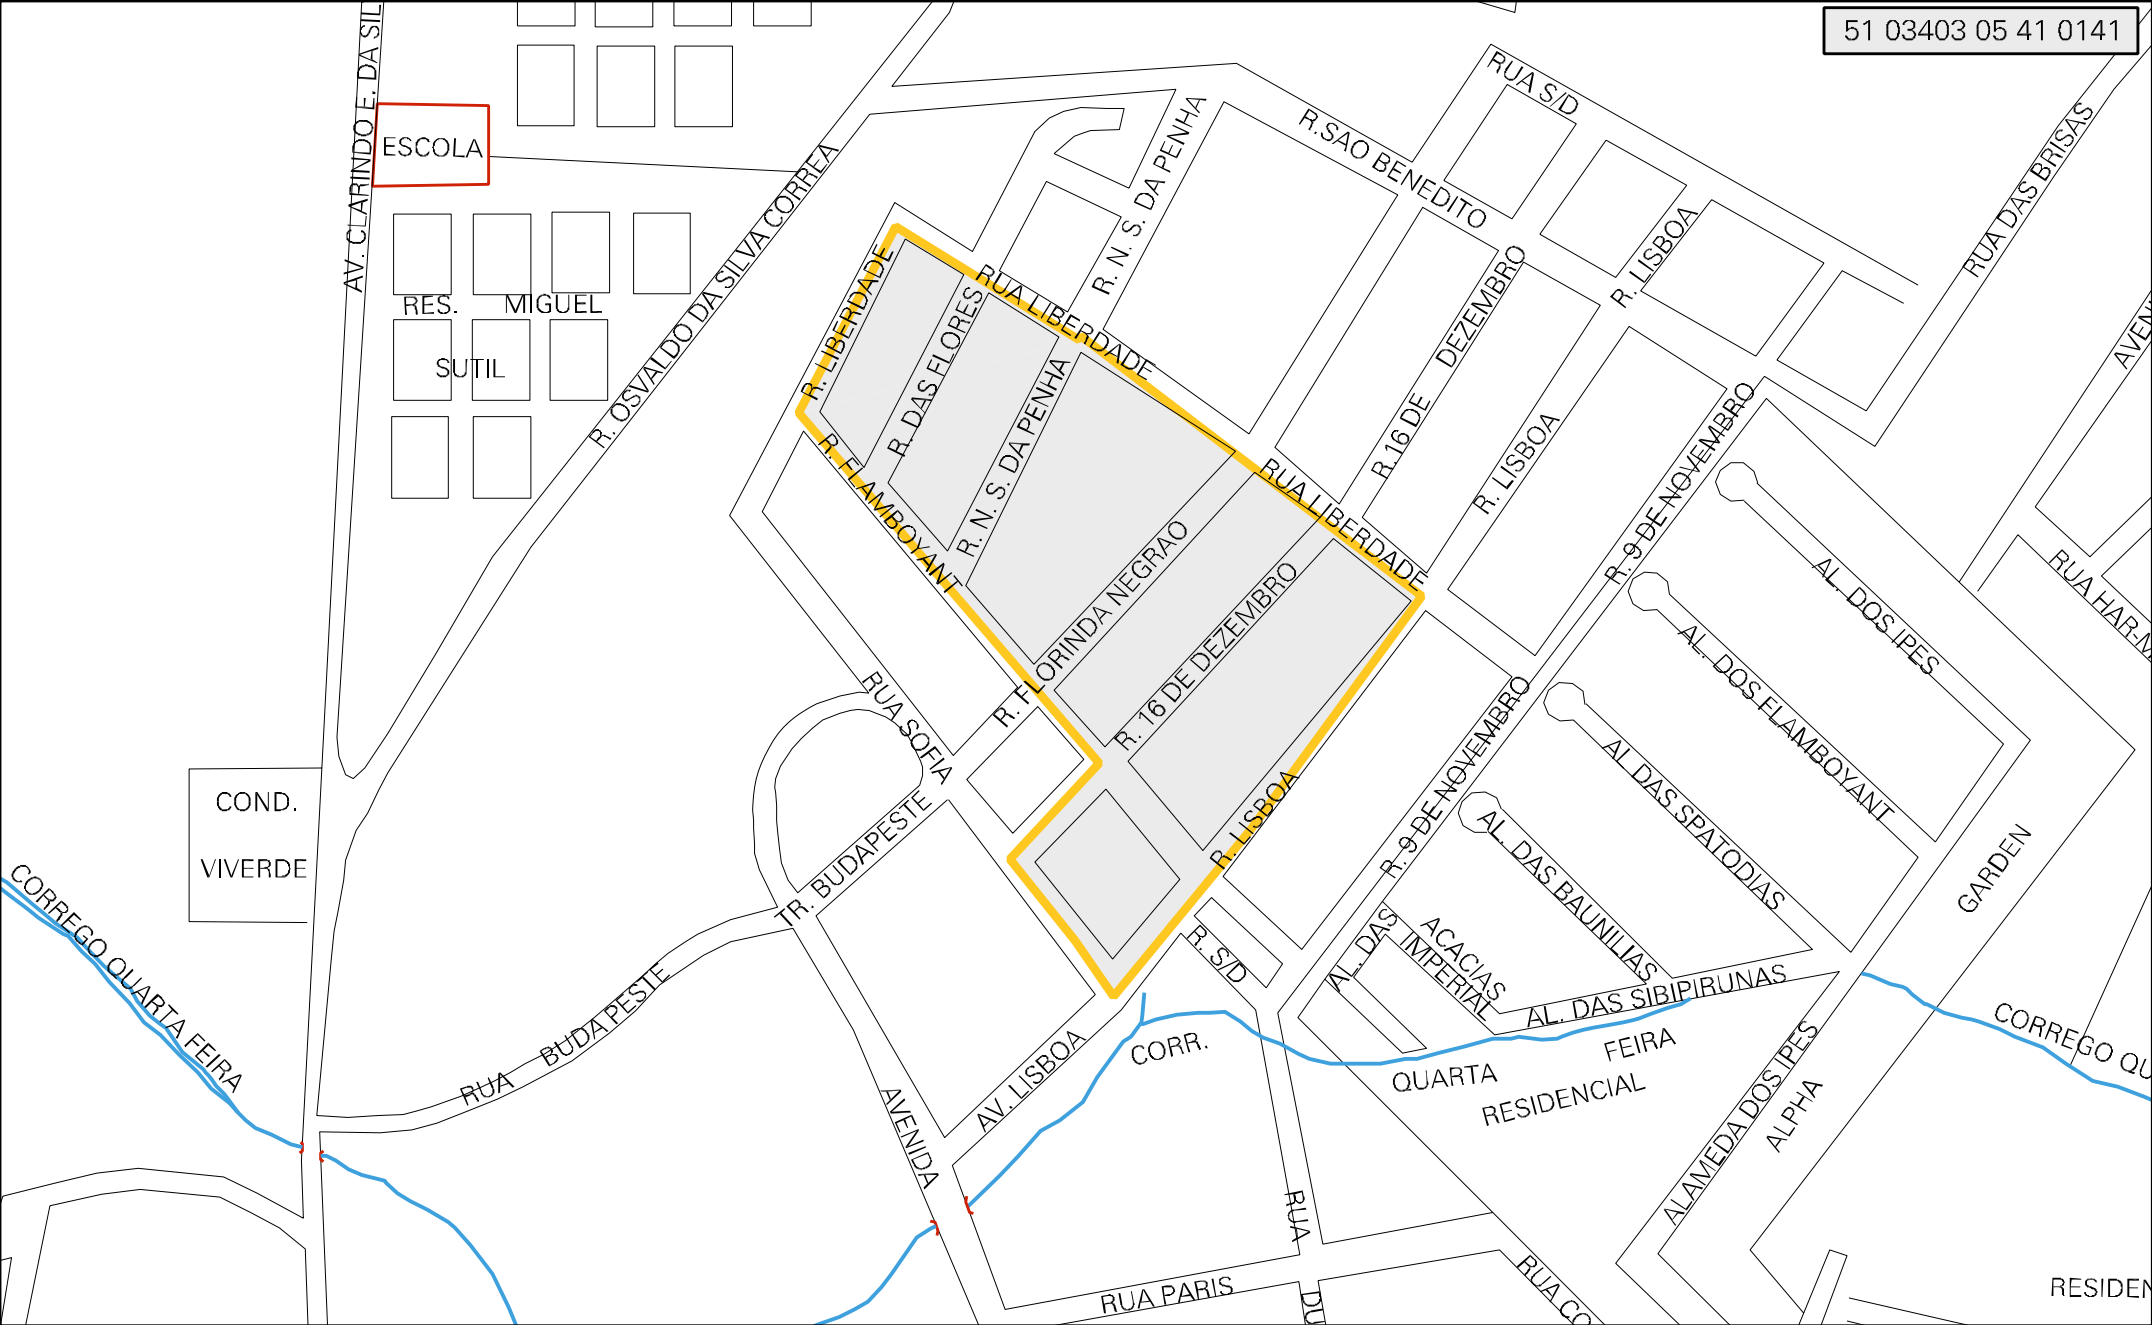 51 03403 05 41 0141
AV. CLARINDO E. DA SIL
ESCOLA
RES. MIGUEL
SUTIL
R. OSVALDO DA SILVA CORREA
R. LIBERDADE
R. DAS FLORES
RUA LIBERDADE
R. N. S. DA PENHA
R. N. S. DA PENHA
R. FLAMBOYANT
R.SAO BENEDITO
RUA S/D
R. LISBOA
R.16 DE DEZEMBRO
R. LISBOA
RUA DAS BRISAS
AVEN
RUA HAR-M
RUA LIBERDADE
R. FLORINDA NEGRAO
R. 16 DE DEZEMBRO
R. LISBOA
R. 9 DE NOVEMBRO
R. 9 DE NOVEMBRO
AL. DOS IPES
AL. DOS FLAMBOYANT
AL DAS SPATODIAS
AL. DAS BAUNILIAS
AL. DAS
ACACIAS
IMPERIAL
AL. DAS SIBIPIRUNAS
GARDEN
RUA SOFIA
TR. BUDAPESTE
RUA BUDAPESTE
COND.
VIVERDE
CORREGO QUARTA FEIRA
R. S/D
AV. LISBOA
AVENIDA
CORR.
QUARTA
FEIRA
RESIDENCIAL
ALAMEDA DOS IPES
ALPHA
CORREGO QU
RUA
DU
RUA PARIS
RUA CO
RESIDEN